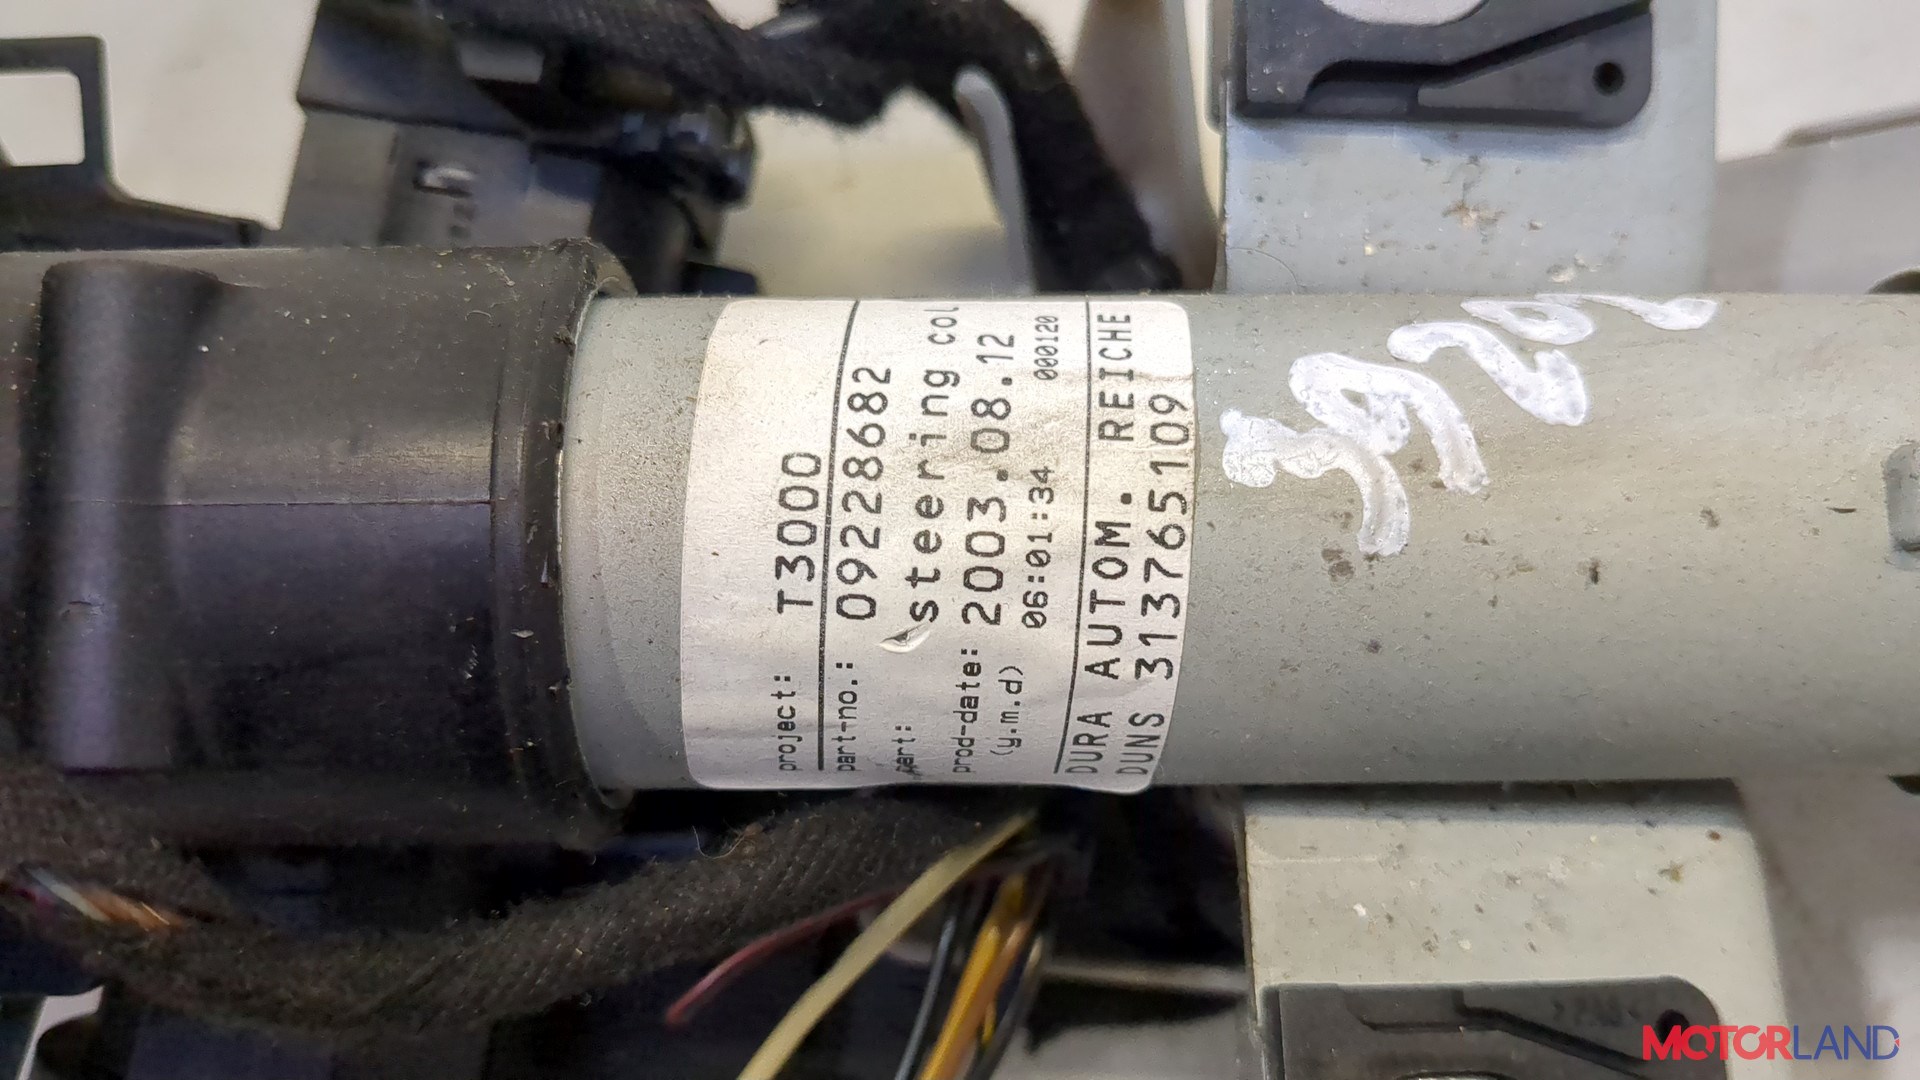 project: T3000
part-no.: 09228682
part: steering col
prod-date: 2003.08.12
(y.m.d) 06:01:34 000120
DURA AUTOM. REICHE
DUNS 313765109
MOTORLAND